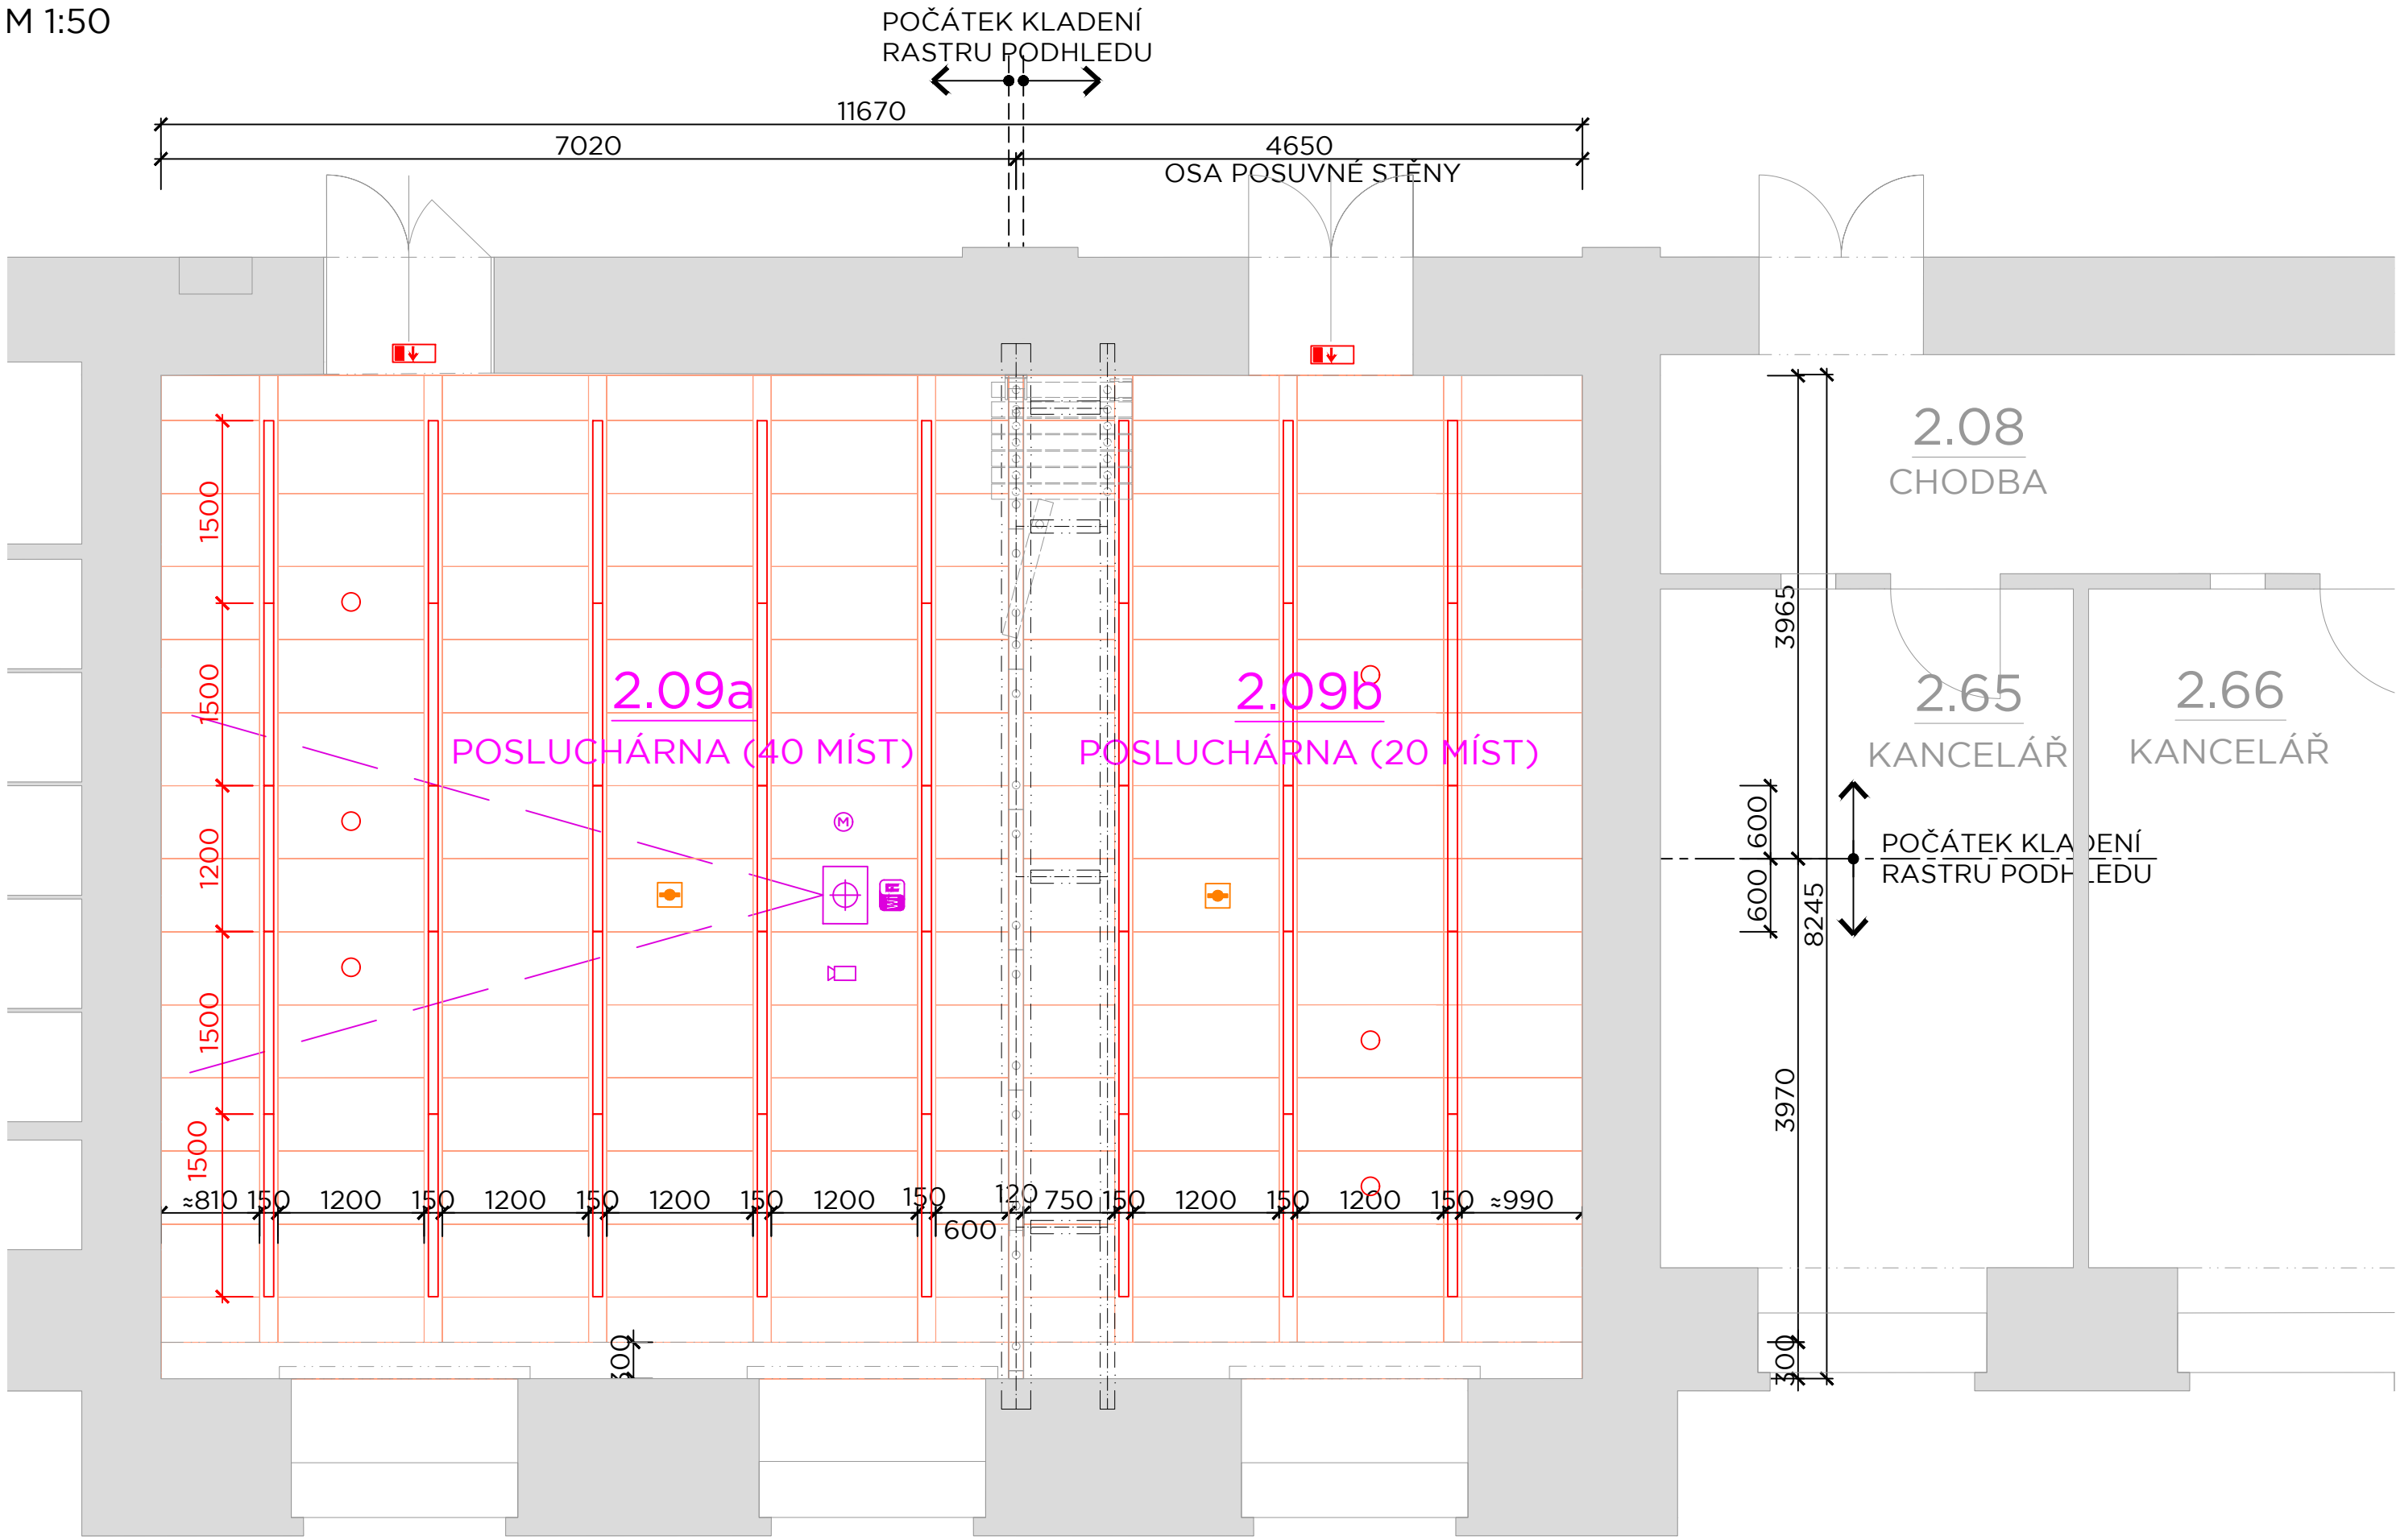 M 1:50
POČÁTEK KLADENÍ
RASTRU PODHLEDU
11670
7020
4650
OSA POSUVNÉ STĚNY
2.08
CHODBA
1500
3965
1500
2.09a
POSLUCHÁRNA (40 MÍST)
2.09b
POSLUCHÁRNA (20 MÍST)
2.65
KANCELÁŘ
2.66
KANCELÁŘ
1200
M
600
POČÁTEK KLADENÍ
RASTRU PODHLEDU
600
8245
1500
3970
1500
≈810 150 1200 150 1200 150 1200 150 1200 150 120 750 150 1200 150 1200 150 ≈990
600
300
300